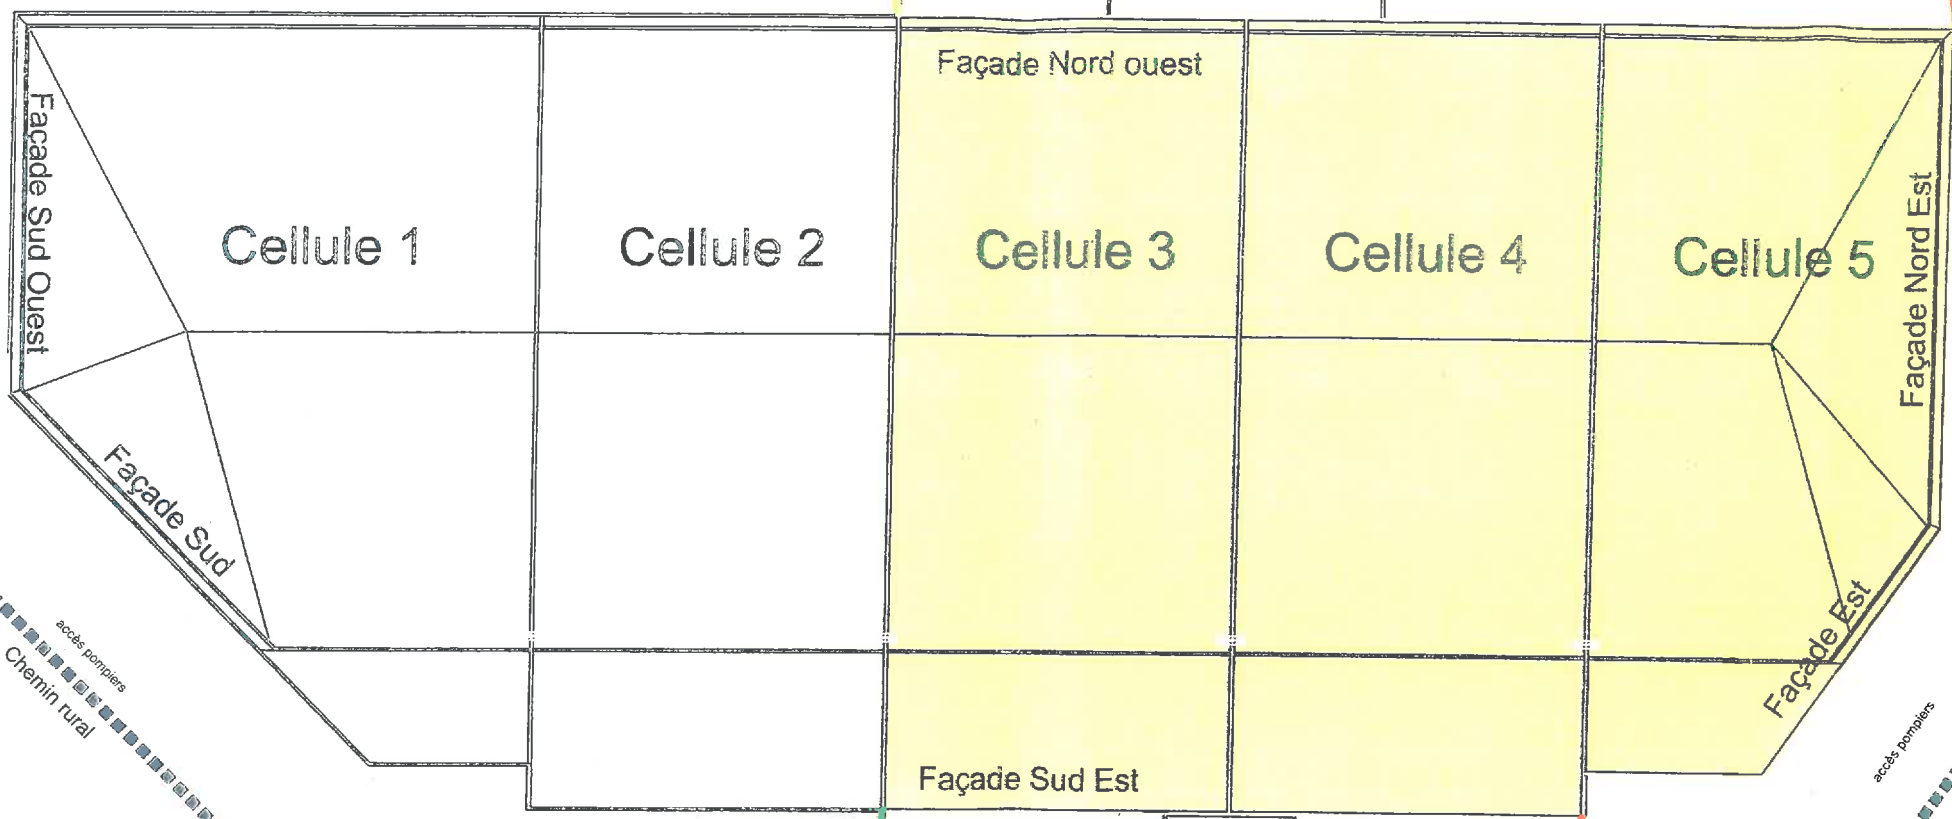 Façade Nord ouest
Façade Sud Ouest
Cellule 1
Cellule 2
Cellule 3
Cellule 4
Cellule 5
Façade Nord Est
Façade Sud
Façade Est
accès pompiers
Chemin rural
Façade Sud Est
accès pompiers